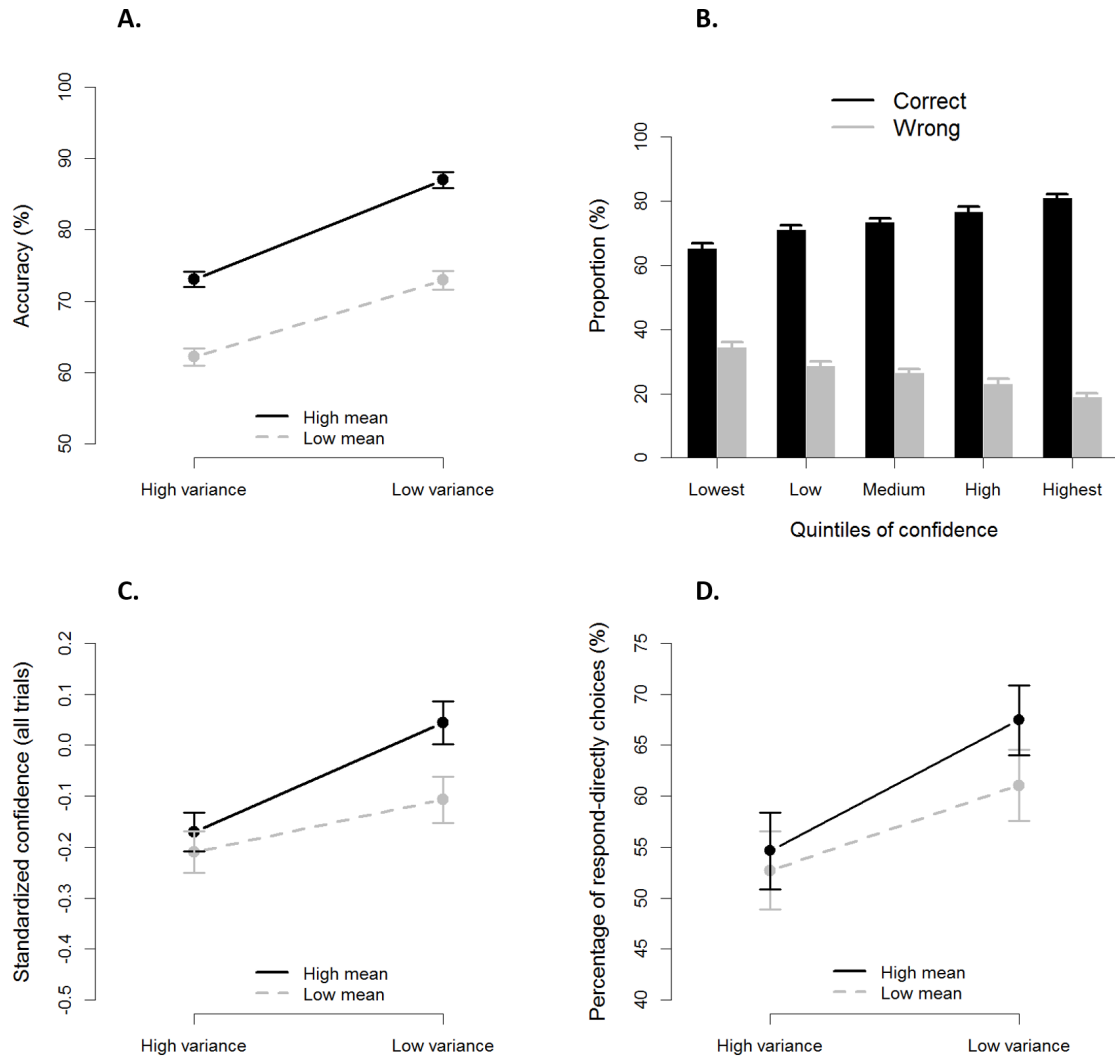 A.
Accuracy (%)
100
90
80
70
60
50
High mean
Low mean
High variance
Low variance
B.
Correct
Wrong
Proportion (%)
100
80
60
40
20
0
Lowest
Low
Medium
High
Highest
Quintiles of confidence
C.
Standardized confidence (all trials)
0.2
0.1
0.0
-0.1
-0.2
-0.3
-0.4
-0.5
High mean
Low mean
High variance
Low variance
D.
Percentage of respond-directly choices (%)
75
70
65
60
55
50
45
40
High mean
Low mean
High variance
Low variance